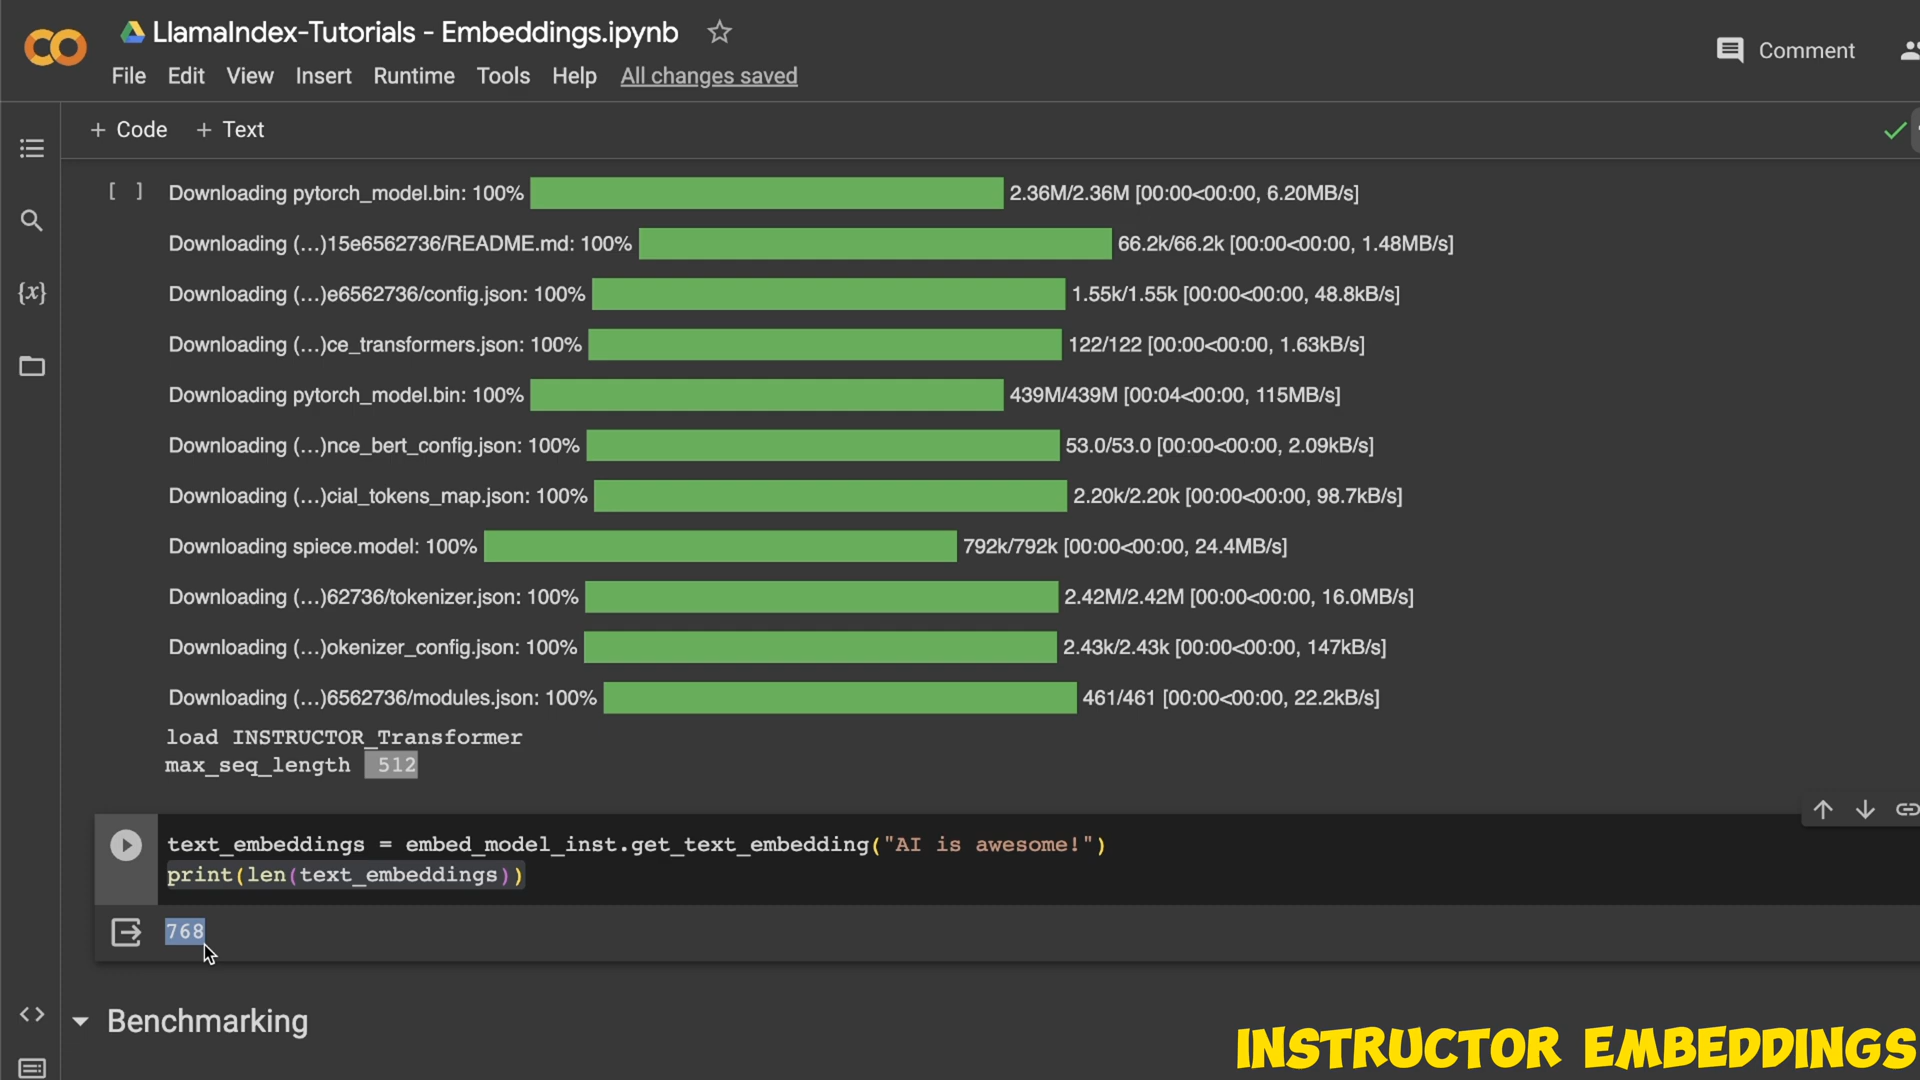 LlamaIndex-Tutorials - Embeddings.ipynb
File Edit View Insert Runtime Tools Help All changes saved
Comment
+ Code + Text
[ ] Downloading pytorch_model.bin: 100% 2.36M/2.36M [00:00<00:00, 6.20MB/s]
Downloading (…)15e6562736/README.md: 100% 66.2k/66.2k [00:00<00:00, 1.48MB/s]
Downloading (…)e6562736/config.json: 100% 1.55k/1.55k [00:00<00:00, 48.8kB/s]
Downloading (…)ce_transformers.json: 100% 122/122 [00:00<00:00, 1.63kB/s]
Downloading pytorch_model.bin: 100% 439M/439M [00:04<00:00, 115MB/s]
Downloading (…)nce_bert_config.json: 100% 53.0/53.0 [00:00<00:00, 2.09kB/s]
Downloading (…)cial_tokens_map.json: 100% 2.20k/2.20k [00:00<00:00, 98.7kB/s]
Downloading spiece.model: 100% 792k/792k [00:00<00:00, 24.4MB/s]
Downloading (…)62736/tokenizer.json: 100% 2.42M/2.42M [00:00<00:00, 16.0MB/s]
Downloading (…)okenizer_config.json: 100% 2.43k/2.43k [00:00<00:00, 147kB/s]
Downloading (…)6562736/modules.json: 100% 461/461 [00:00<00:00, 22.2kB/s]
load INSTRUCTOR_Transformer
max_seq_length 512
text_embeddings = embed_model_inst.get_text_embedding("AI is awesome!")
print(len(text_embeddings))
768
Benchmarking
INSTRUCTOR EMBEDDINGS